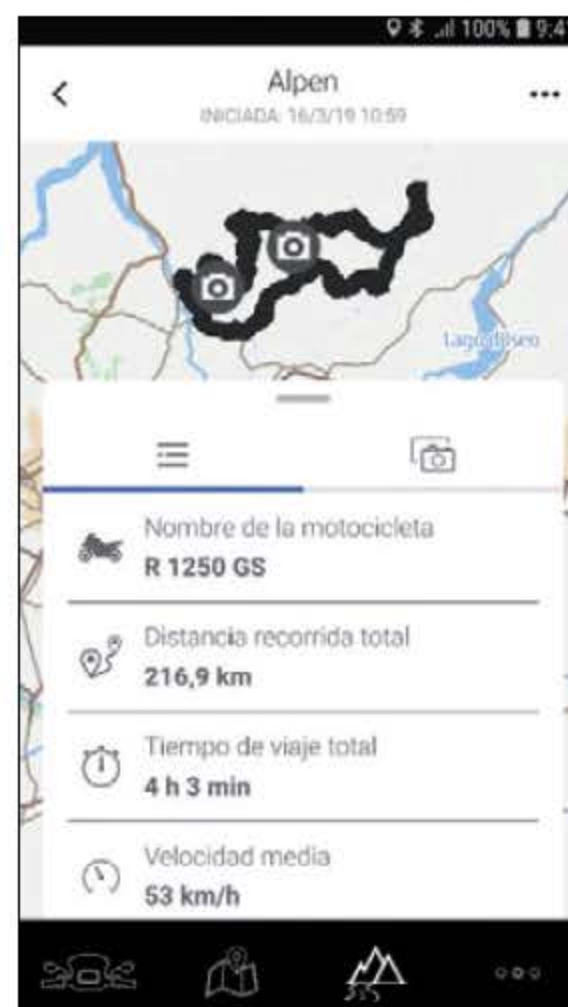 100% 9:41
Alpen
INICIADA: 16/3/19 10:59
Lago d'Iseo
Nombre de la motocicleta
R 1250 GS
Distancia recorrida total
216,9 km
Tiempo de viaje total
4 h 3 min
Velocidad media
53 km/h